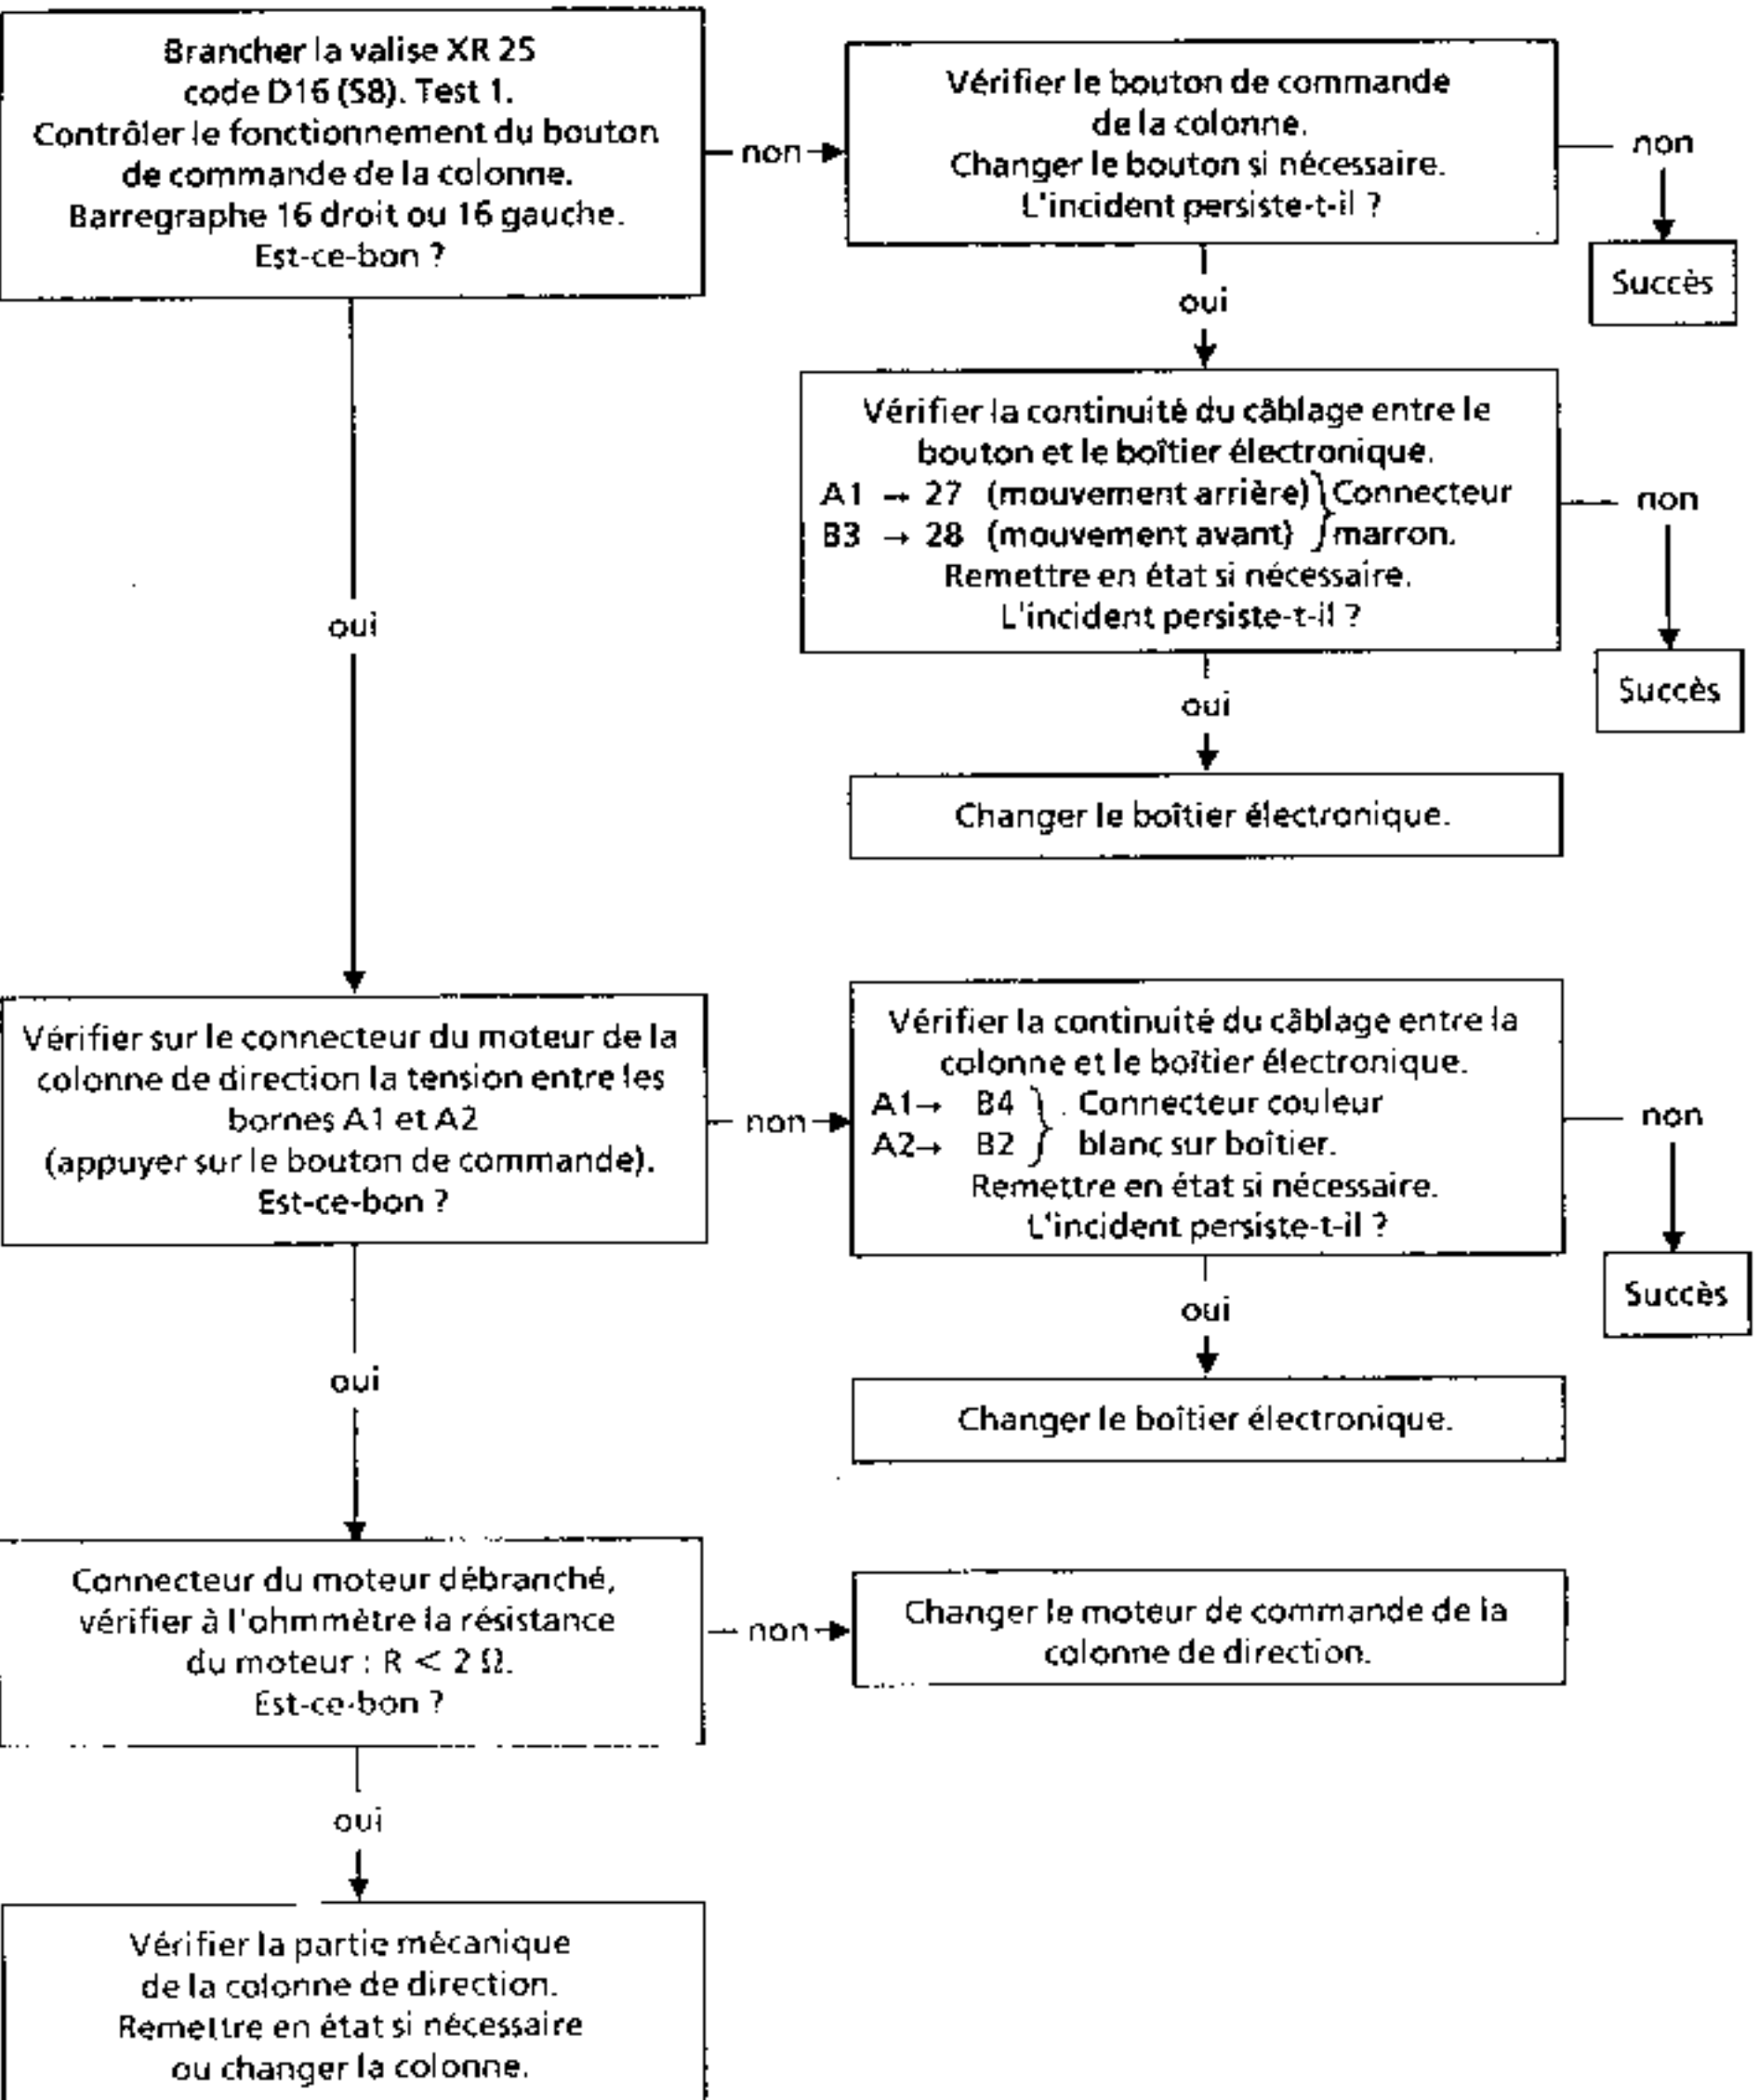 Brancher la valise XR 25
code D16 (S8). Test 1.
Contrôler le fonctionnement du bouton
de commande de la colonne.
Barregraphe 16 droit ou 16 gauche.
Est-ce-bon ?
non
Vérifier le bouton de commande
de la colonne.
Changer le bouton si nécessaire.
L'incident persiste-t-il ?
non
Succès
oui
Vérifier la continuité du câblage entre le
bouton et le boîtier électronique.
A1 → 27 (mouvement arrière) } Connecteur
B3 → 28 (mouvement avant) } marron.
Remettre en état si nécessaire.
L'incident persiste-t-il ?
non
Succès
oui
Changer le boîtier électronique.
oui
Vérifier sur le connecteur du moteur de la
colonne de direction la tension entre les
bornes A1 et A2
(appuyer sur le bouton de commande).
Est-ce-bon ?
non
Vérifier la continuité du câblage entre la
colonne et le boîtier électronique.
A1→ B4 } . Connecteur couleur
A2→ B2 } blanc sur boîtier.
Remettre en état si nécessaire.
L'incident persiste-t-il ?
non
Succès
oui
Changer le boîtier électronique.
oui
Connecteur du moteur débranché,
vérifier à l'ohmmètre la résistance
du moteur : R < 2 Ω.
Est-ce-bon ?
non
Changer le moteur de commande de la
colonne de direction.
oui
Vérifier la partie mécanique
de la colonne de direction.
Remettre en état si nécessaire
ou changer la colonne.